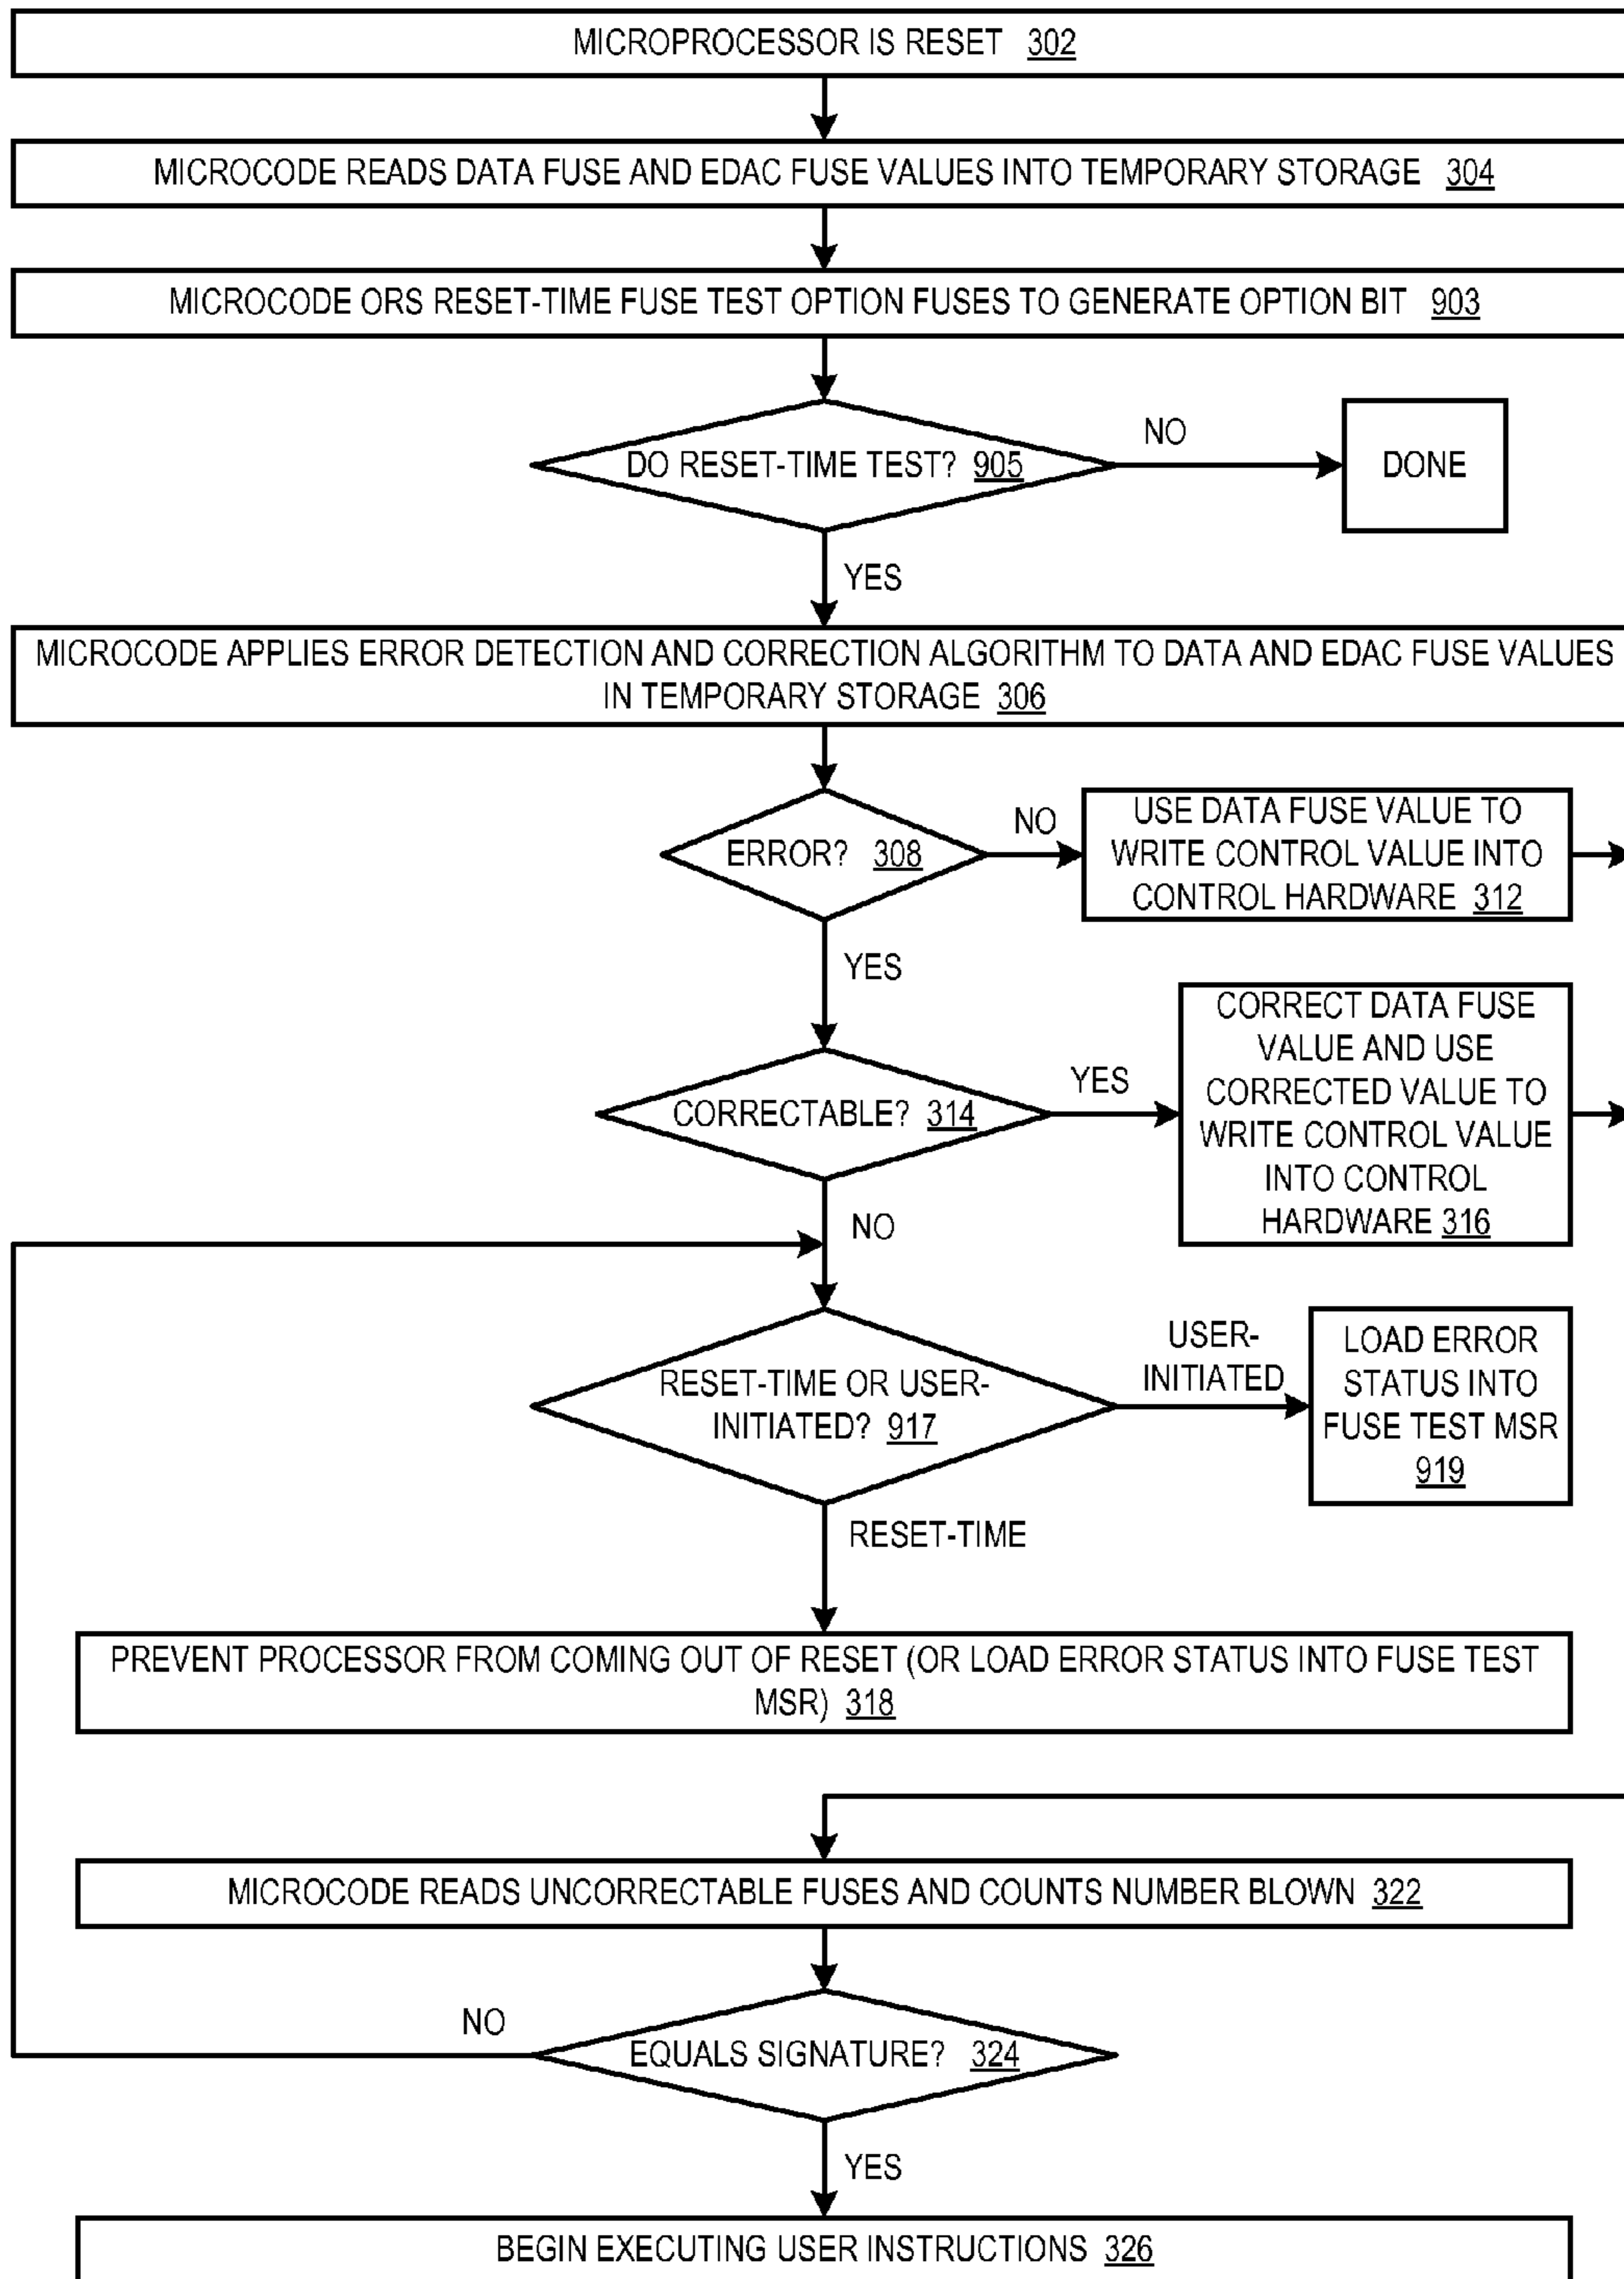 MICROPROCESSOR IS RESET 302
MICROCODE READS DATA FUSE AND EDAC FUSE VALUES INTO TEMPORARY STORAGE 304
MICROCODE ORS RESET-TIME FUSE TEST OPTION FUSES TO GENERATE OPTION BIT 903
DO RESET-TIME TEST? 905
NO
DONE
YES
MICROCODE APPLIES ERROR DETECTION AND CORRECTION ALGORITHM TO DATA AND EDAC FUSE VALUES
IN TEMPORARY STORAGE 306
ERROR? 308
NO
USE DATA FUSE VALUE TO
WRITE CONTROL VALUE INTO
CONTROL HARDWARE 312
YES
CORRECTABLE? 314
YES
CORRECT DATA FUSE
VALUE AND USE
CORRECTED VALUE TO
WRITE CONTROL VALUE
INTO CONTROL
HARDWARE 316
NO
RESET-TIME OR USER-
INITIATED? 917
USER-
INITIATED
LOAD ERROR
STATUS INTO
FUSE TEST MSR
919
RESET-TIME
PREVENT PROCESSOR FROM COMING OUT OF RESET (OR LOAD ERROR STATUS INTO FUSE TEST
MSR) 318
MICROCODE READS UNCORRECTABLE FUSES AND COUNTS NUMBER BLOWN 322
EQUALS SIGNATURE? 324
NO
YES
BEGIN EXECUTING USER INSTRUCTIONS 326